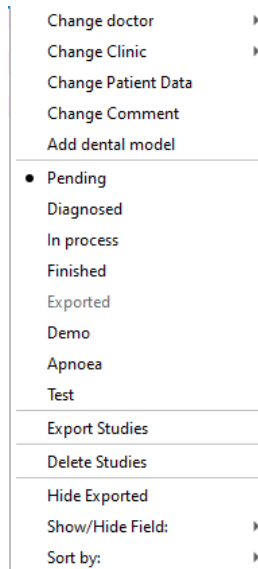 Change doctor
Change Clinic
Change Patient Data
Change Comment
Add dental model
Pending
Diagnosed
In process
Finished
Exported
Demo
Apnoea
Test
Export Studies
Delete Studies
Hide Exported
Show/Hide Field:
Sort by: